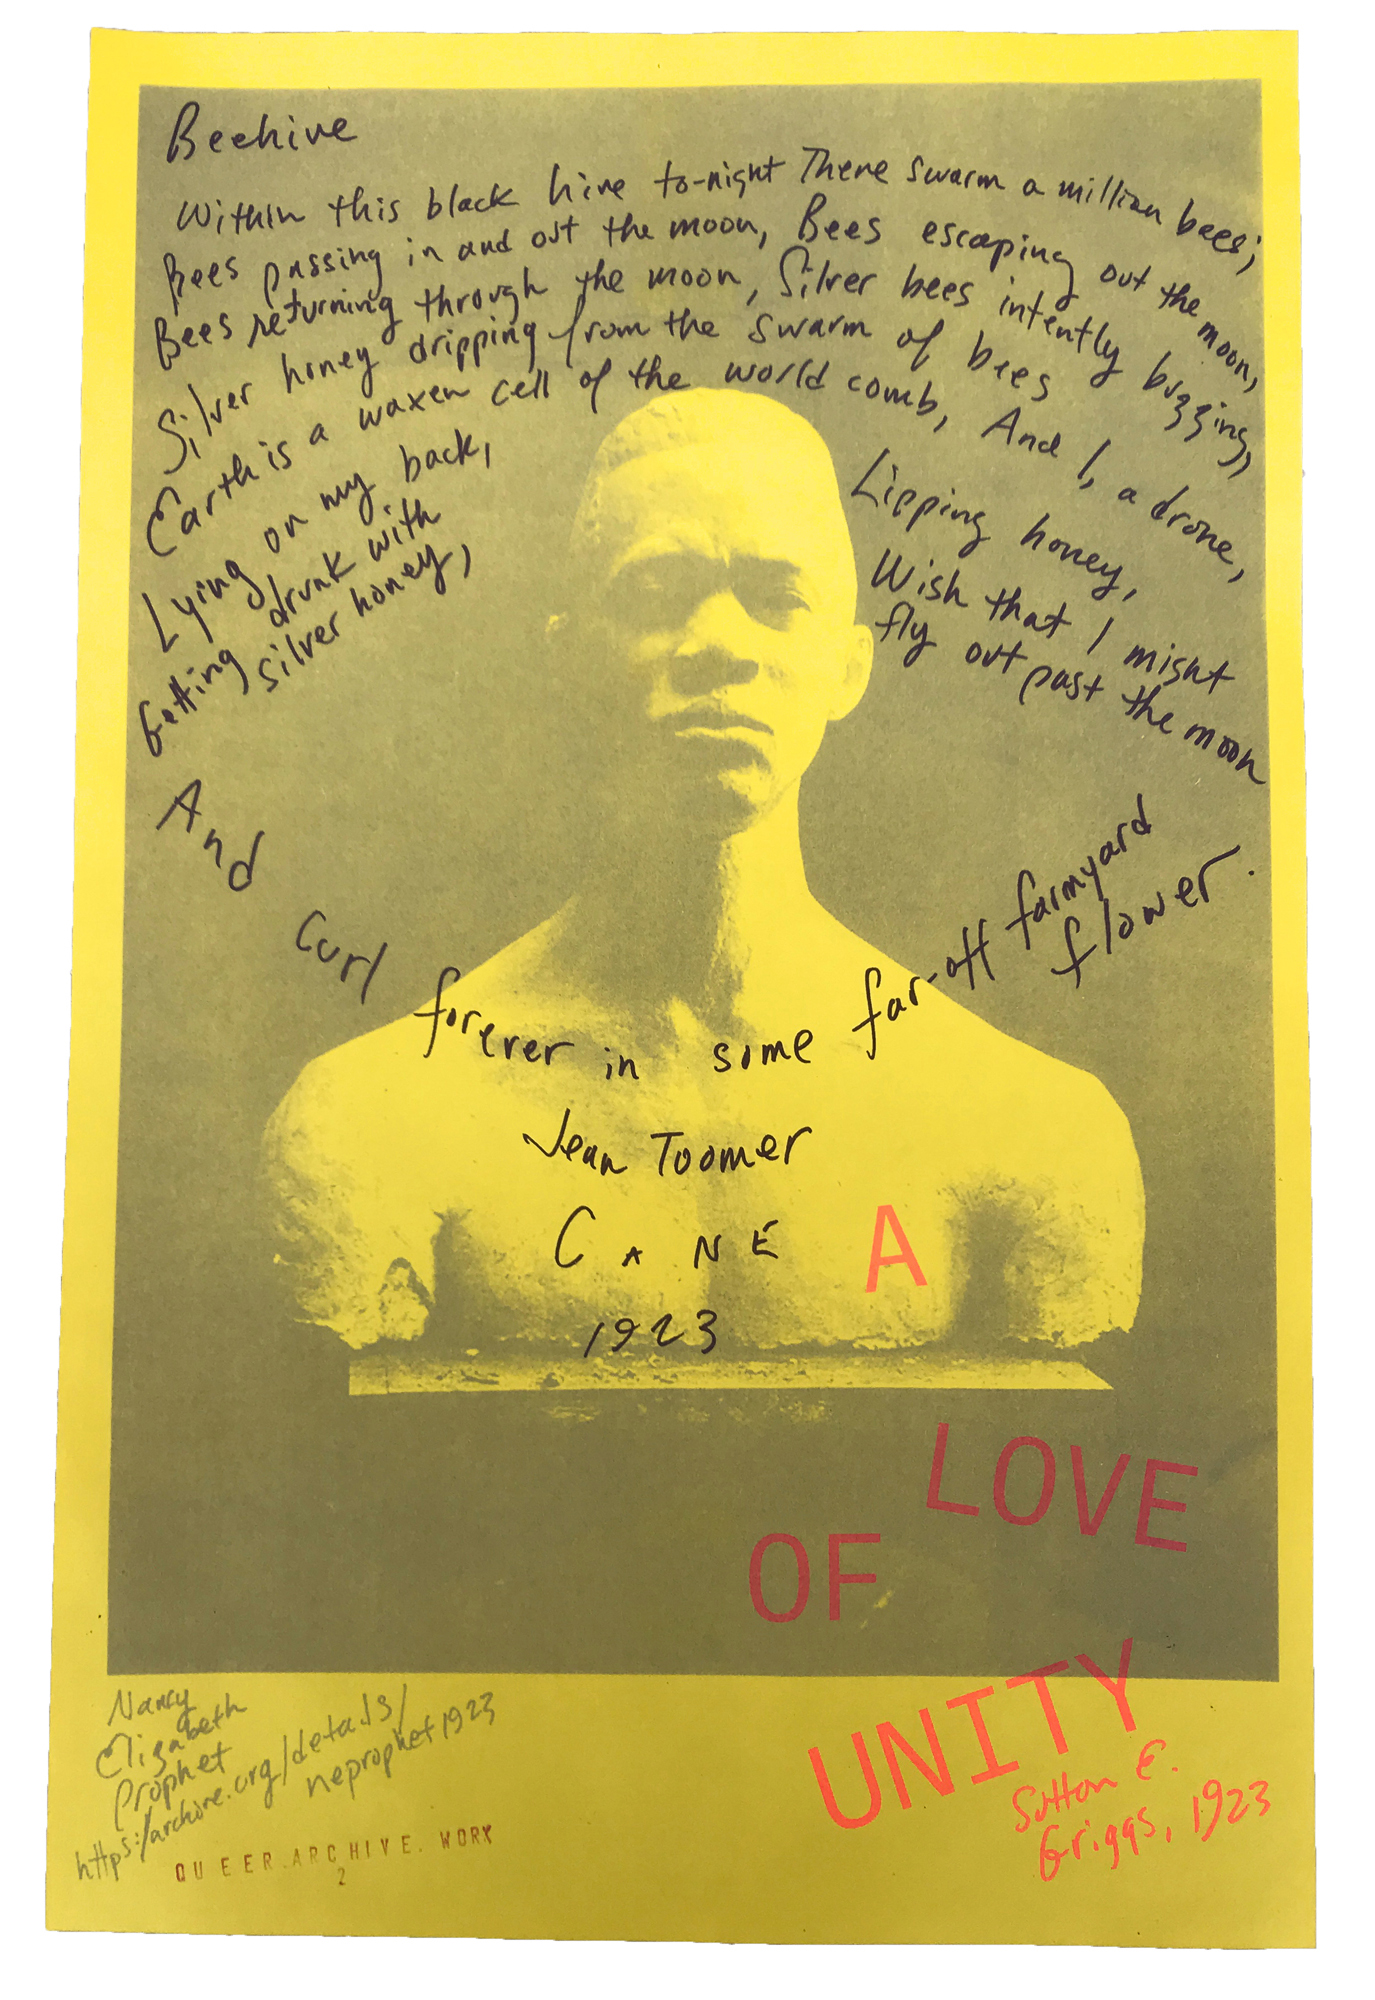 Beehive
Within this black hive to-night There swarm a million bees;
Bees passing in and out the moon, Bees escaping out the moon,
Bees returning through the moon, Silver bees intently buzzing,
Silver honey dripping from the swarm of bees
Earth is a waxen cell of the world comb, And I, a drone,
Lying on my back,
Lipping honey,
Getting drunk with
silver honey,
Wish that I might
fly out past the moon
And curl forever in some far-off farmyard
flower.
Jean Toomer
CANE
1923
A
LOVE
OF
UNITY
Sutton E.
Griggs, 1923
Nancy
Elizabeth
Prophet
https://archive.org/details/
neprophet1923
QUEER.ARCHIVE.WORK
2